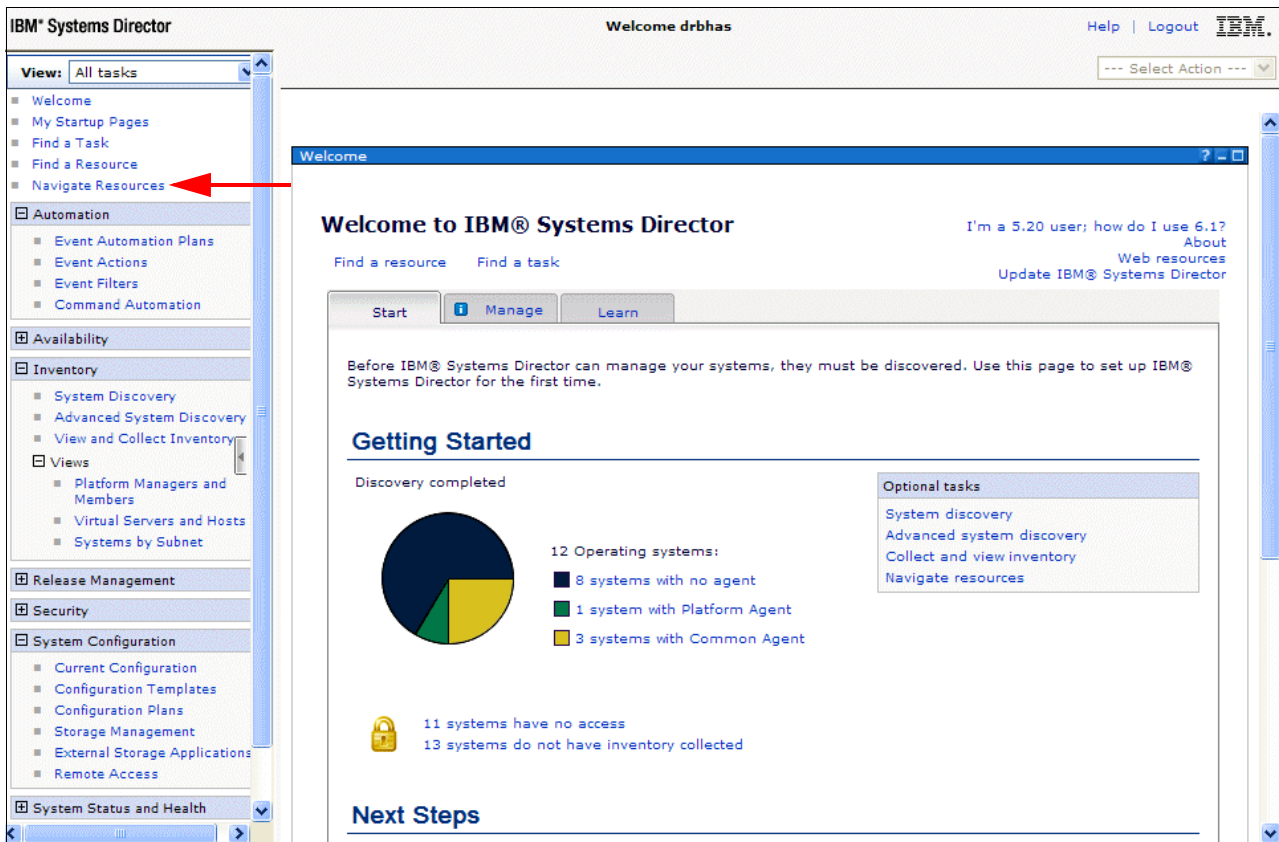 IBM® Systems Director
Welcome drbhas
Help | Logout
IBM.
View: All tasks
--- Select Action ---
Welcome
My Startup Pages
Find a Task
Find a Resource
Navigate Resources
Automation
Event Automation Plans
Event Actions
Event Filters
Command Automation
Availability
Inventory
System Discovery
Advanced System Discovery
View and Collect Inventory
Views
Platform Managers and
Members
Virtual Servers and Hosts
Systems by Subnet
Release Management
Security
System Configuration
Current Configuration
Configuration Templates
Configuration Plans
Storage Management
External Storage Applications
Remote Access
System Status and Health
Welcome
Welcome to IBM® Systems Director
I'm a 5.20 user; how do I use 6.1?
About
Web resources
Update IBM® Systems Director
Find a resource Find a task
Start Manage Learn
Before IBM® Systems Director can manage your systems, they must be discovered. Use this page to set up IBM®
Systems Director for the first time.
Getting Started
Discovery completed
12 Operating systems:
8 systems with no agent
1 system with Platform Agent
3 systems with Common Agent
Optional tasks
System discovery
Advanced system discovery
Collect and view inventory
Navigate resources
11 systems have no access
13 systems do not have inventory collected
Next Steps